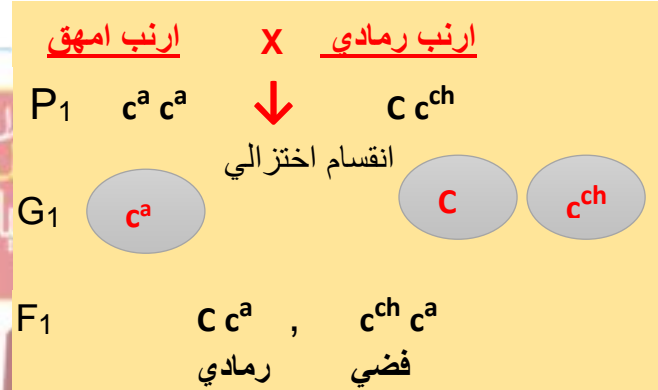 ارنب رمادي X ارنب امهق
P1 cᵃ cᵃ ↓ C cᶜʰ
انقسام اختزالي
G1 cᵃ C cᶜʰ
F1 C cᵃ , cᶜʰ cᵃ
رمادي فضي